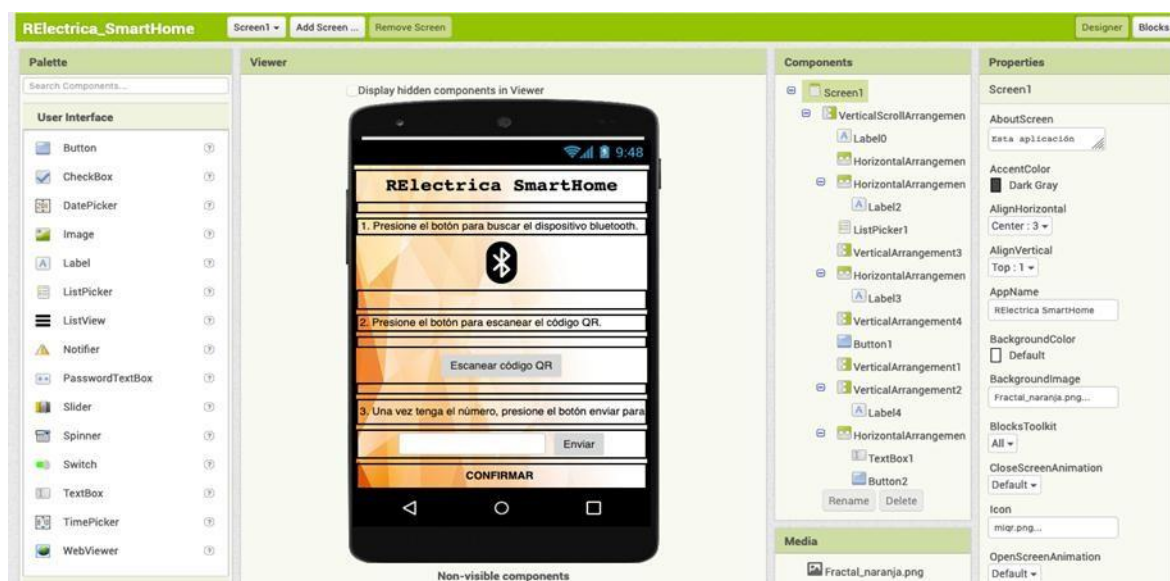 RElectrica_SmartHome
Screen1
Add Screen ...
Remove Screen
Designer
Blocks
Palette
Search Components...
User Interface
Button
CheckBox
DatePicker
Image
Label
ListPicker
ListView
Notifier
PasswordTextBox
Slider
Spinner
Switch
TextBox
TimePicker
WebViewer
Viewer
Display hidden components in Viewer
9:48
RElectrica SmartHome
1. Presione el botón para buscar el dispositivo bluetooth.
2. Presione el botón para escanear el código QR.
Escanear código QR
3. Una vez tenga el número, presione el botón enviar para
Enviar
CONFIRMAR
Non-visible components
Components
Screen1
VerticalScrollArrangemen
Label0
HorizontalArrangemen
HorizontalArrangemen
Label2
ListPicker1
VerticalArrangement3
HorizontalArrangemen
Label3
VerticalArrangement4
Button1
VerticalArrangement1
VerticalArrangement2
Label4
HorizontalArrangemen
TextBox1
Button2
Rename
Delete
Media
Fractal_naranja.png
Properties
Screen1
AboutScreen
Esta aplicación
AccentColor
Dark Gray
AlignHorizontal
Center : 3
AlignVertical
Top : 1
AppName
RElectrica SmartHome
BackgroundColor
Default
BackgroundImage
Fractal_naranja.png...
BlocksToolkit
All
CloseScreenAnimation
Default
Icon
miqr.png...
OpenScreenAnimation
Default